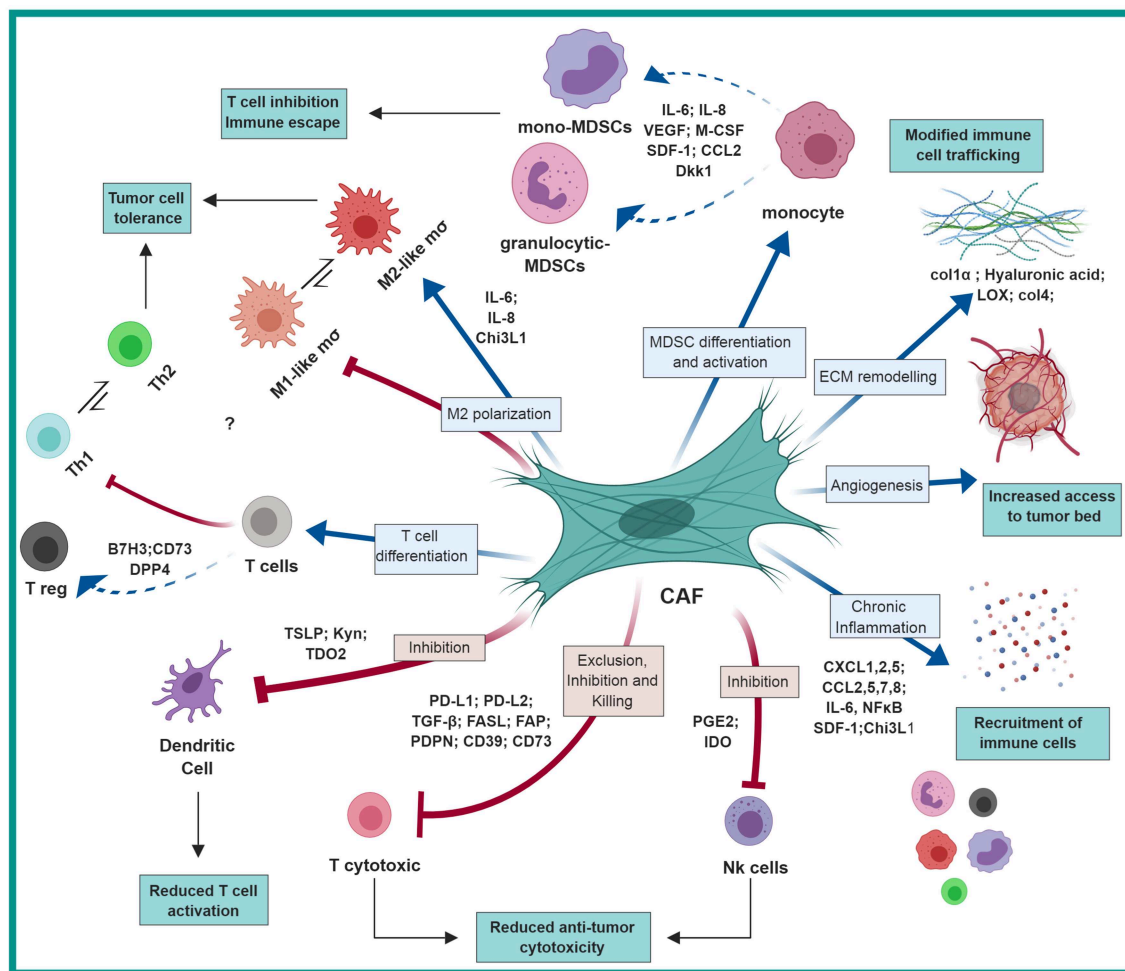 T cell inhibition
Immune escape
mono-MDSCs
IL-6; IL-8
VEGF; M-CSF
SDF-1; CCL2
Dkk1
granulocytic-
MDSCs
monocyte
Modified immune
cell trafficking
col1α ; Hyaluronic acid;
LOX; col4;
Tumor cell
tolerance
M2-like mσ
M1-like mσ
IL-6;
IL-8
Chi3L1
MDSC differentiation
and activation
ECM remodelling
M2 polarization
Th2
Th1
?
Angiogenesis
Increased access
to tumor bed
T cell
differentiation
T cells
B7H3;CD73
DPP4
T reg
CAF
Chronic
Inflammation
TSLP; Kyn;
TDO2
Inhibition
Exclusion,
Inhibition and
Killing
Inhibition
CXCL1,2,5;
CCL2,5,7,8;
IL-6, NFκB
SDF-1;Chi3L1
PD-L1; PD-L2;
TGF-β; FASL; FAP;
PDPN; CD39; CD73
PGE2;
IDO
Recruitment of
immune cells
Dendritic
Cell
T cytotoxic
Nk cells
Reduced T cell
activation
Reduced anti-tumor
cytotoxicity